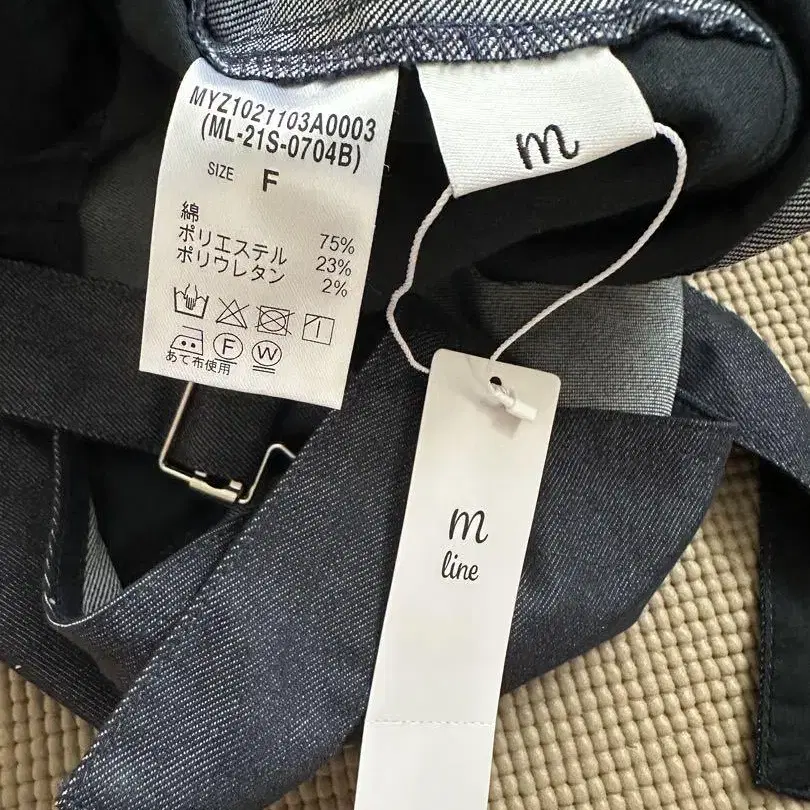 MYZ1021103A0003
(ML-21S-0704B)
SIZE F
綿 75%
ポリエステル 23%
ポリウレタン 2%
F W
あて布使用
m
m
line